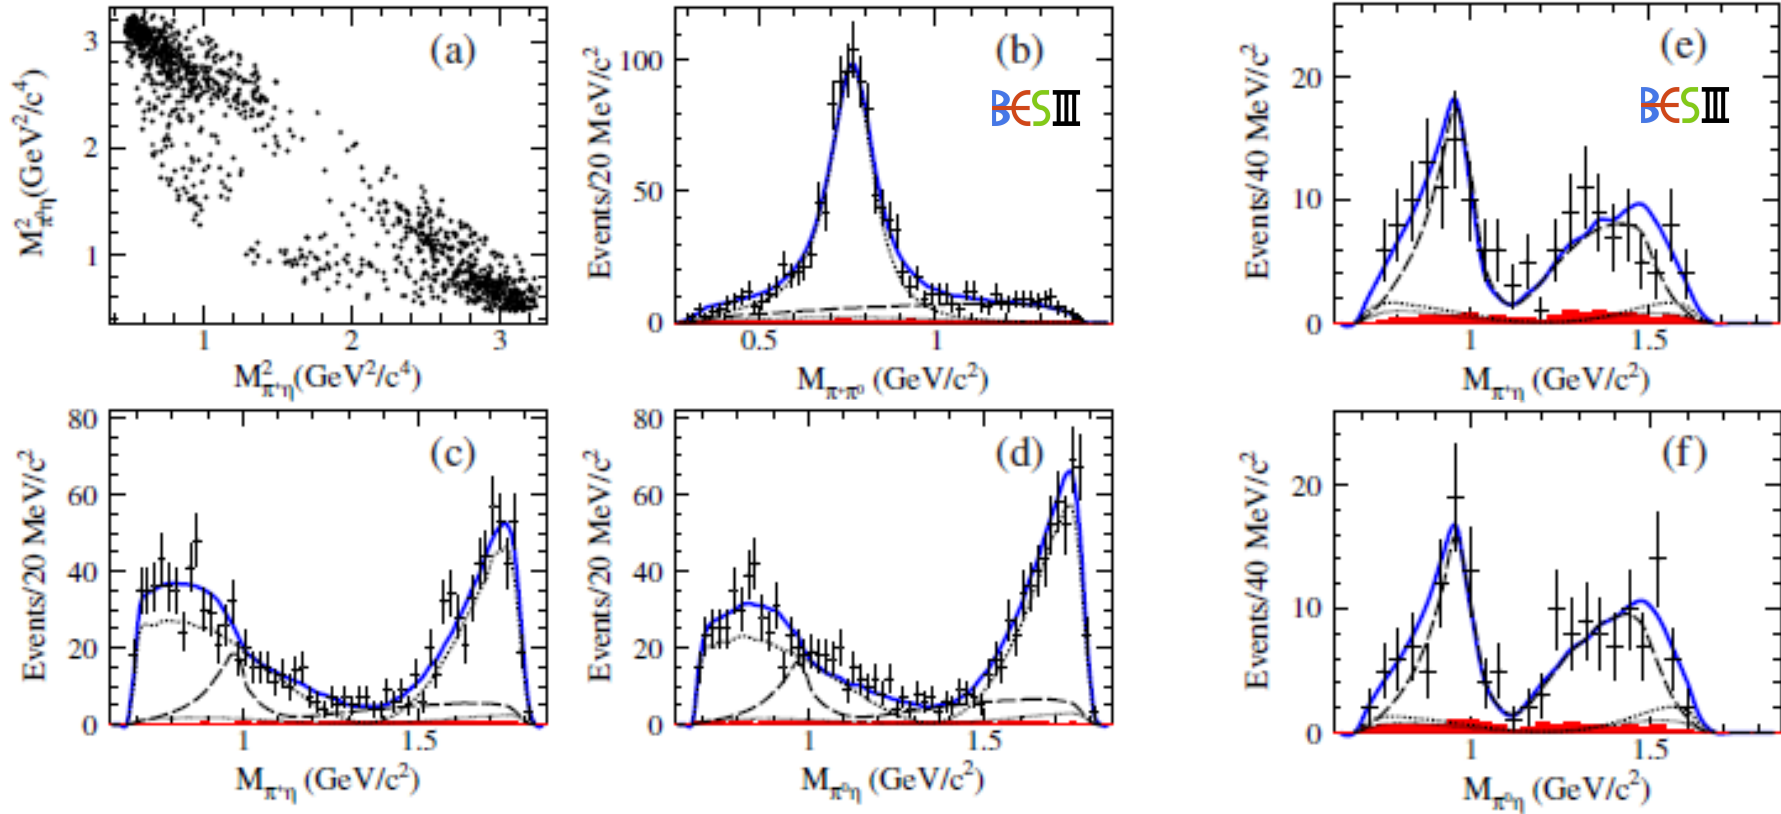 (a)
M²π⁰η(GeV²/c⁴)
3
2
1
1 2 3
M²π⁺η(GeV²/c⁴)
(b)
BESIII
Events/20 MeV/c²
100
50
0
0.5 1
Mπ⁺π⁰ (GeV/c²)
(e)
BESIII
Events/40 MeV/c²
20
10
0
1 1.5
Mπ⁺η (GeV/c²)
(c)
Events/20 MeV/c²
80
60
40
20
0
1 1.5
Mπ⁺η (GeV/c²)
(d)
Events/20 MeV/c²
80
60
40
20
0
1 1.5
Mπ⁰η (GeV/c²)
(f)
Events/40 MeV/c²
20
10
0
1 1.5
Mπ⁰η (GeV/c²)